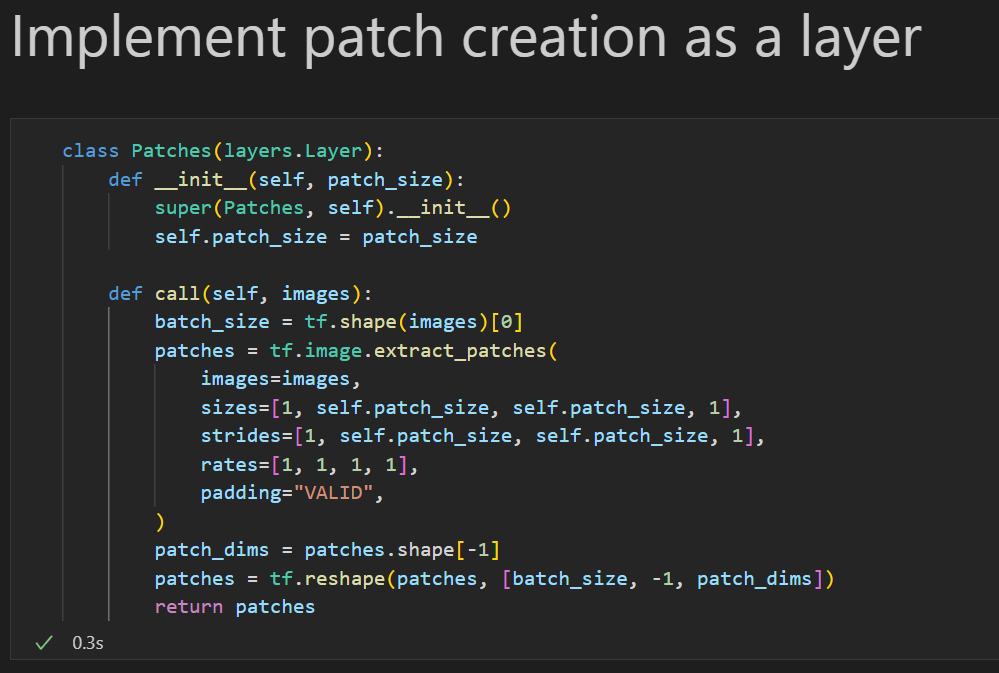 Implement patch creation as a layer
class Patches(layers.Layer):
    def __init__(self, patch_size):
        super(Patches, self).__init__()
        self.patch_size = patch_size

    def call(self, images):
        batch_size = tf.shape(images)[0]
        patches = tf.image.extract_patches(
            images=images,
            sizes=[1, self.patch_size, self.patch_size, 1],
            strides=[1, self.patch_size, self.patch_size, 1],
            rates=[1, 1, 1, 1],
            padding="VALID",
        )
        patch_dims = patches.shape[-1]
        patches = tf.reshape(patches, [batch_size, -1, patch_dims])
        return patches
✓ 0.3s